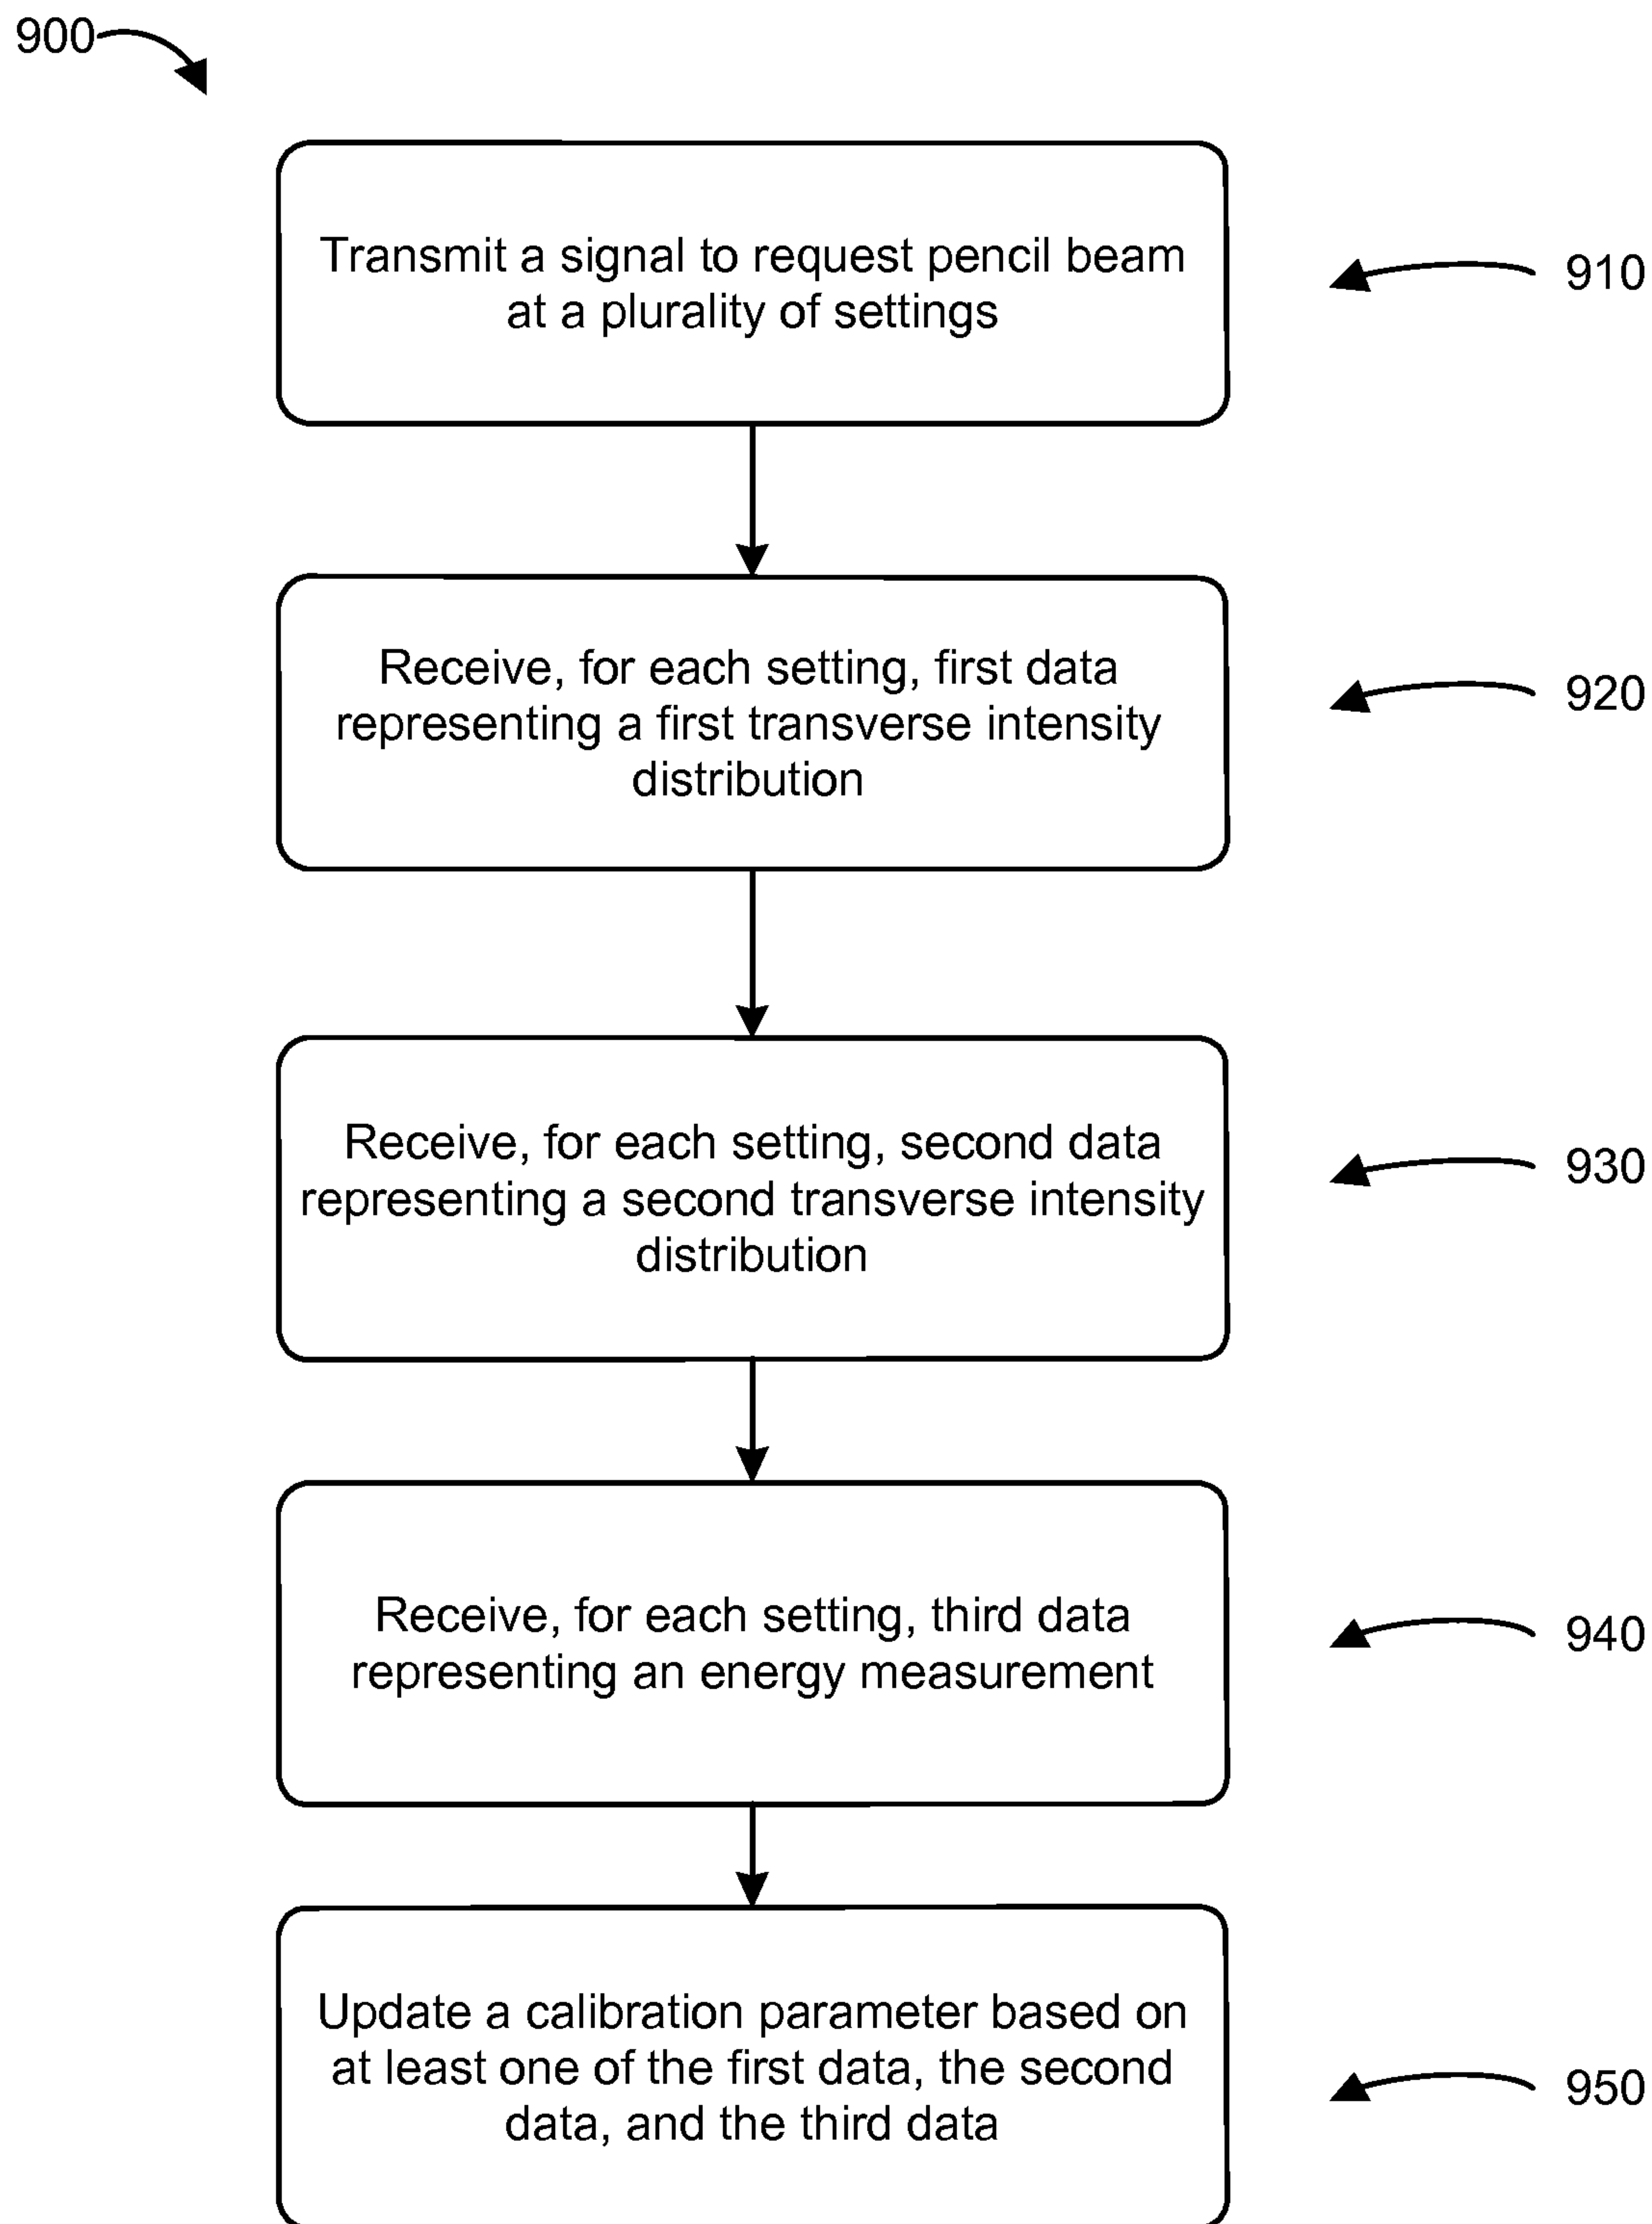 900
Transmit a signal to request pencil beam
at a plurality of settings
910
Receive, for each setting, first data
representing a first transverse intensity
distribution
920
Receive, for each setting, second data
representing a second transverse intensity
distribution
930
Receive, for each setting, third data
representing an energy measurement
940
Update a calibration parameter based on
at least one of the first data, the second
data, and the third data
950